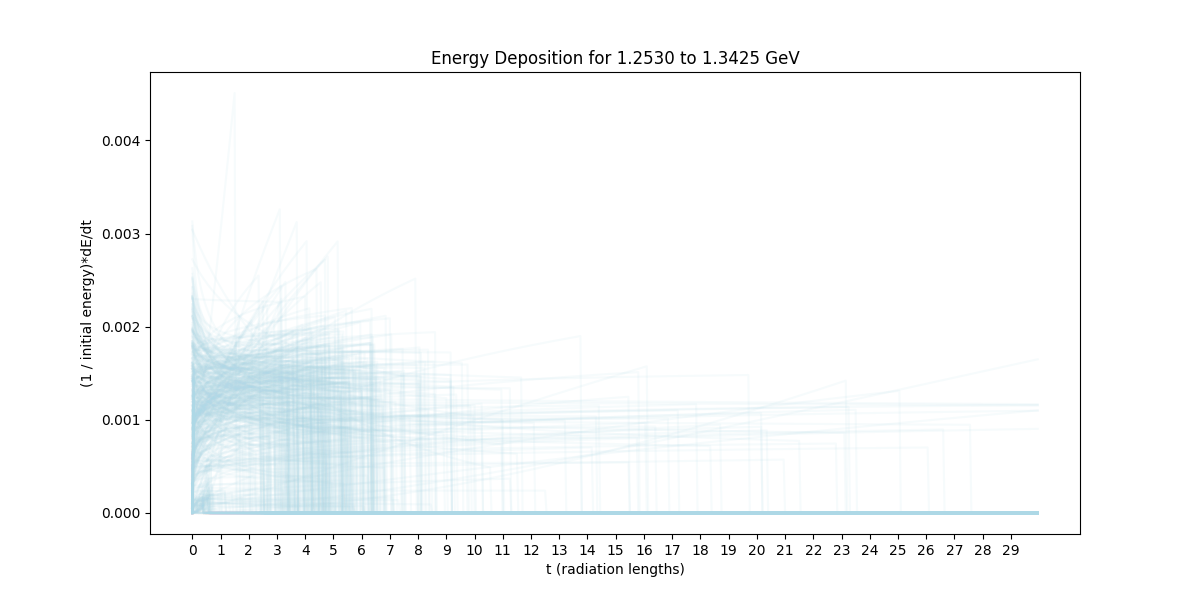 Energy Deposition for 1.2530 to 1.3425 GeV
(1 / initial energy)*dE/dt
0.004
0.003
0.002
0.001
0.000
0 1 2 3 4 5 6 7 8 9 10 11 12 13 14 15 16 17 18 19 20 21 22 23 24 25 26 27 28 29
t (radiation lengths)